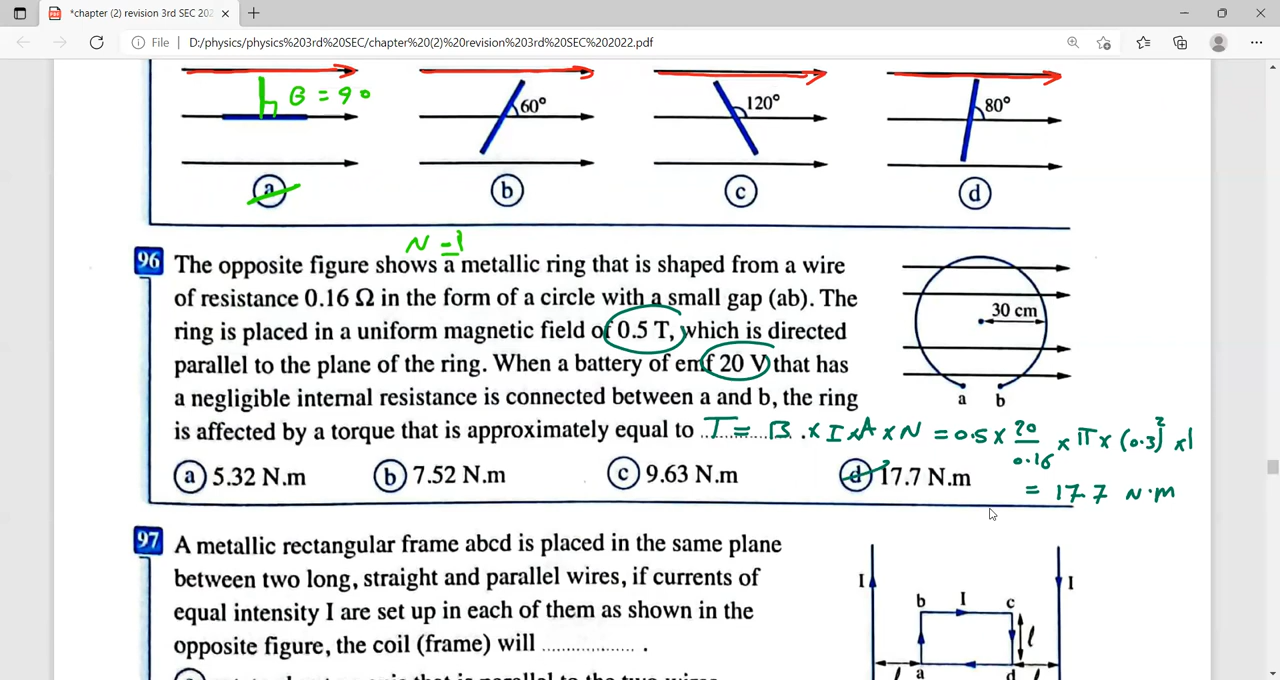 *chapter (2) revision 3rd SEC 202
File
D:/physics/physics%203rd%20SEC/chapter%20(2)%20revision%203rd%20SEC%202022.pdf
θ = 90
60°
120°
80°
a
b
c
d
N = 1
96 The opposite figure shows a metallic ring that is shaped from a wire
of resistance 0.16 Ω in the form of a circle with a small gap (ab). The
ring is placed in a uniform magnetic field of 0.5 T, which is directed
parallel to the plane of the ring. When a battery of emf 20 V that has
a negligible internal resistance is connected between a and b, the ring
is affected by a torque that is approximately equal to ............ .
30 cm
a b
T = B × I × A × N = 0.5 × 20/0.16 × π × (0.3)² × 1
= 17.7 N.m
a 5.32 N.m b 7.52 N.m c 9.63 N.m d 17.7 N.m
97 A metallic rectangular frame abcd is placed in the same plane
between two long, straight and parallel wires, if currents of
equal intensity I are set up in each of them as shown in the
opposite figure, the coil (frame) will .................. .
I I
b I c
l
l a d l